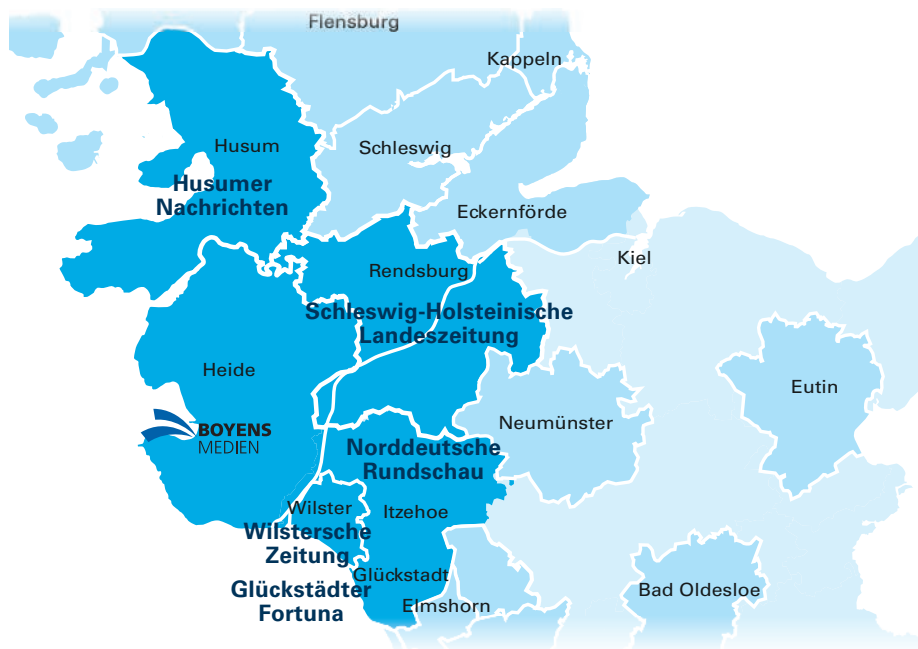 Flensburg
Kappeln
Husum
Schleswig
Husumer
Nachrichten
Eckernförde
Kiel
Rendsburg
Schleswig-Holsteinische
Landeszeitung
Heide
Eutin
BOYENS
MEDIEN
Neumünster
Norddeutsche
Rundschau
Wilster
Itzehoe
Wilstersche
Zeitung
Glückstadt
Glückstädter
Fortuna
Elmshorn
Bad Oldesloe